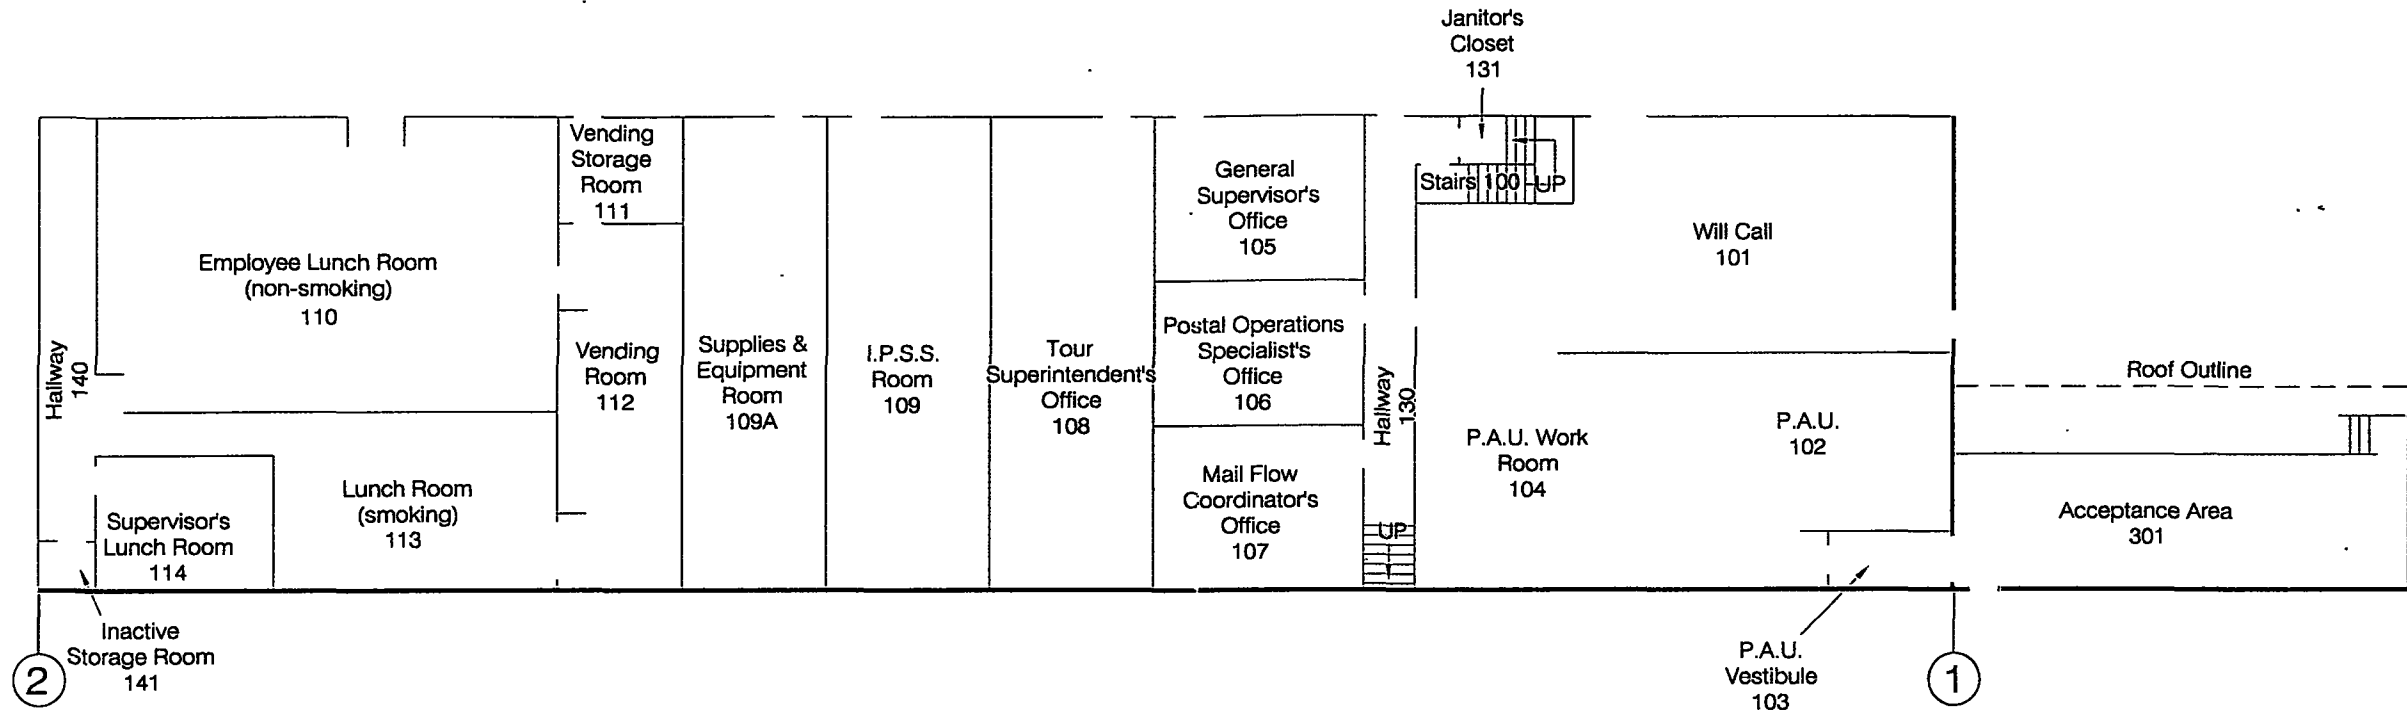 Janitor's
Closet
131
Vending
Storage
Room
111
General
Supervisor's
Office
105
Stairs 100
UP
Will Call
101
Employee Lunch Room
(non-smoking)
110
Hallway
140
Vending
Room
112
Supplies &
Equipment
Room
109A
I.P.S.S.
Room
109
Tour
Superintendent's
Office
108
Postal Operations
Specialist's
Office
106
Hallway
130
Roof Outline
P.A.U. Work
Room
104
P.A.U.
102
Supervisor's
Lunch Room
114
Lunch Room
(smoking)
113
Mail Flow
Coordinator's
Office
107
UP
Acceptance Area
301
Inactive
Storage Room
141
P.A.U.
Vestibule
103
2
1